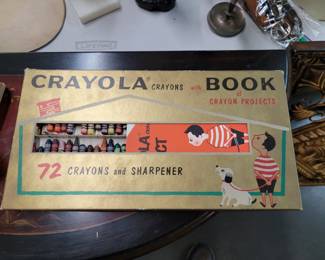 CRAYOLA CRAYONS with BOOK
of
CRAYON PROJECTS
72 CRAYONS and SHARPENER